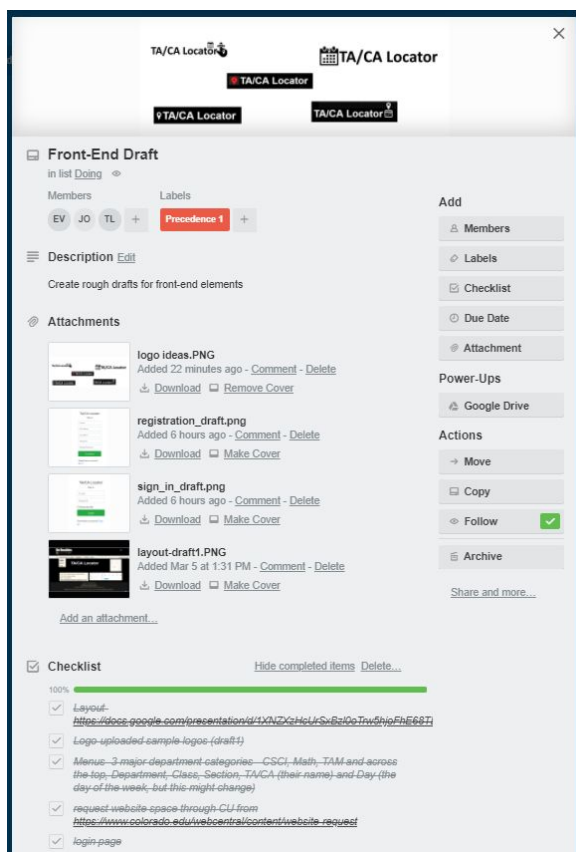 TA/CA Locator
TA/CA Locator
TA/CA Locator
TA/CA Locator
TA/CA Locator
Front-End Draft
in list Doing
Members
Labels
EV JO TL +
Precedence 1 +
Description Edit
Create rough drafts for front-end elements
Attachments
logo ideas.PNG
Added 22 minutes ago - Comment - Delete
Download Remove Cover
registration_draft.png
Added 6 hours ago - Comment - Delete
Download Make Cover
sign_in_draft.png
Added 6 hours ago - Comment - Delete
Download Make Cover
layout-draft1.PNG
Added Mar 5 at 1:31 PM - Comment - Delete
Download Make Cover
Add an attachment...
Checklist
Hide completed items Delete...
100%
Layout-
Logo-uploaded sample logos (draft1)
Menus- 3 major department categories - CSCI, Math, TAM and across
the top, Department, Class, Section, TA/CA (their name) and Day (the
day of the week, but this might change)
request website space through CU from
https://www.colorado.edu/webcentral/content/website-request
login page
Add
Members
Labels
Checklist
Due Date
Attachment
Power-Ups
Google Drive
Actions
Move
Copy
Follow
Archive
Share and more...